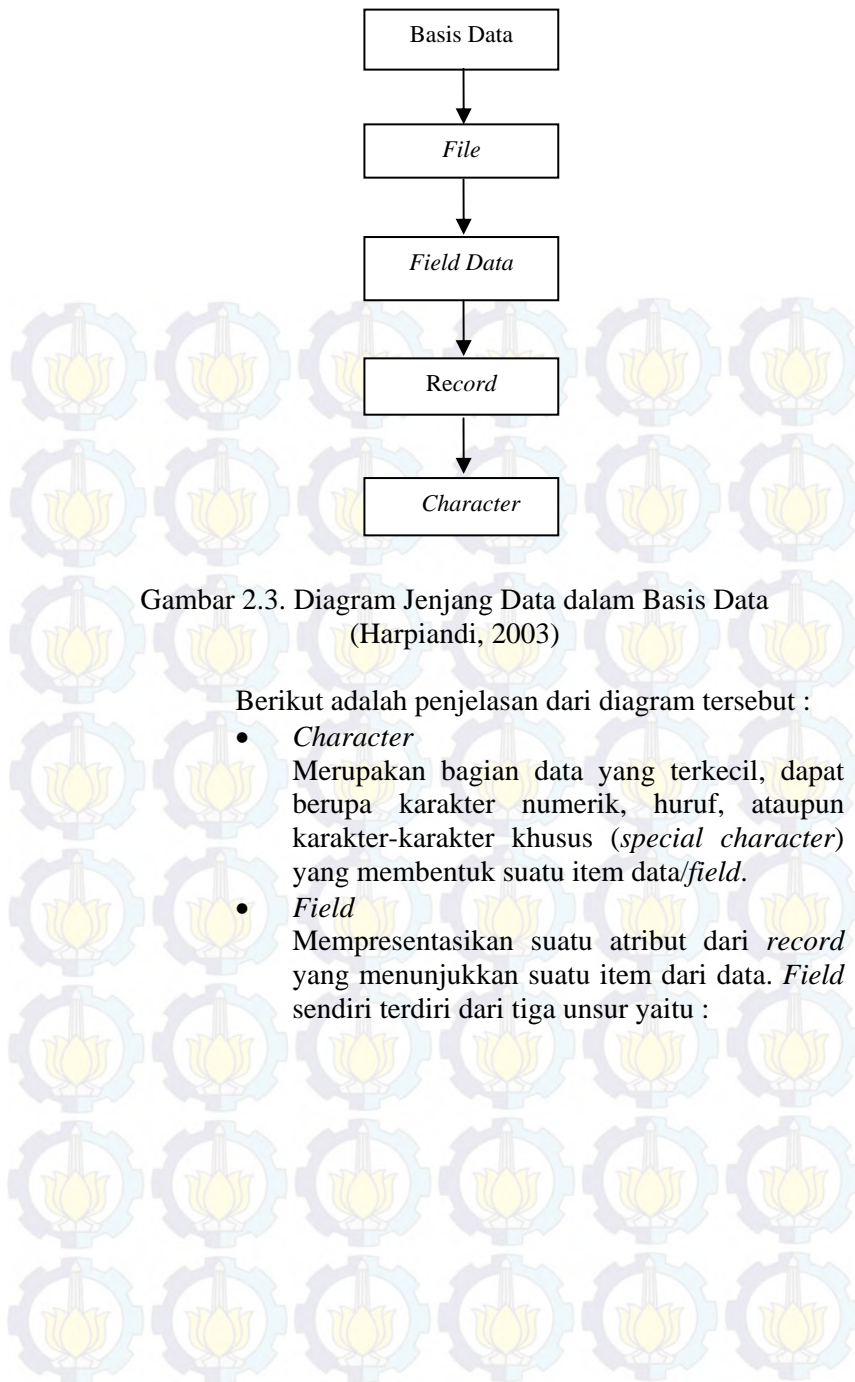 Basis Data
File
Field Data
Record
Character
Gambar 2.3. Diagram Jenjang Data dalam Basis Data
(Harpiandi, 2003)
Berikut adalah penjelasan dari diagram tersebut :
• Character
Merupakan bagian data yang terkecil, dapat
berupa karakter numerik, huruf, ataupun
karakter-karakter khusus (special character)
yang membentuk suatu item data/field.
• Field
Mempresentasikan suatu atribut dari record
yang menunjukkan suatu item dari data. Field
sendiri terdiri dari tiga unsur yaitu :